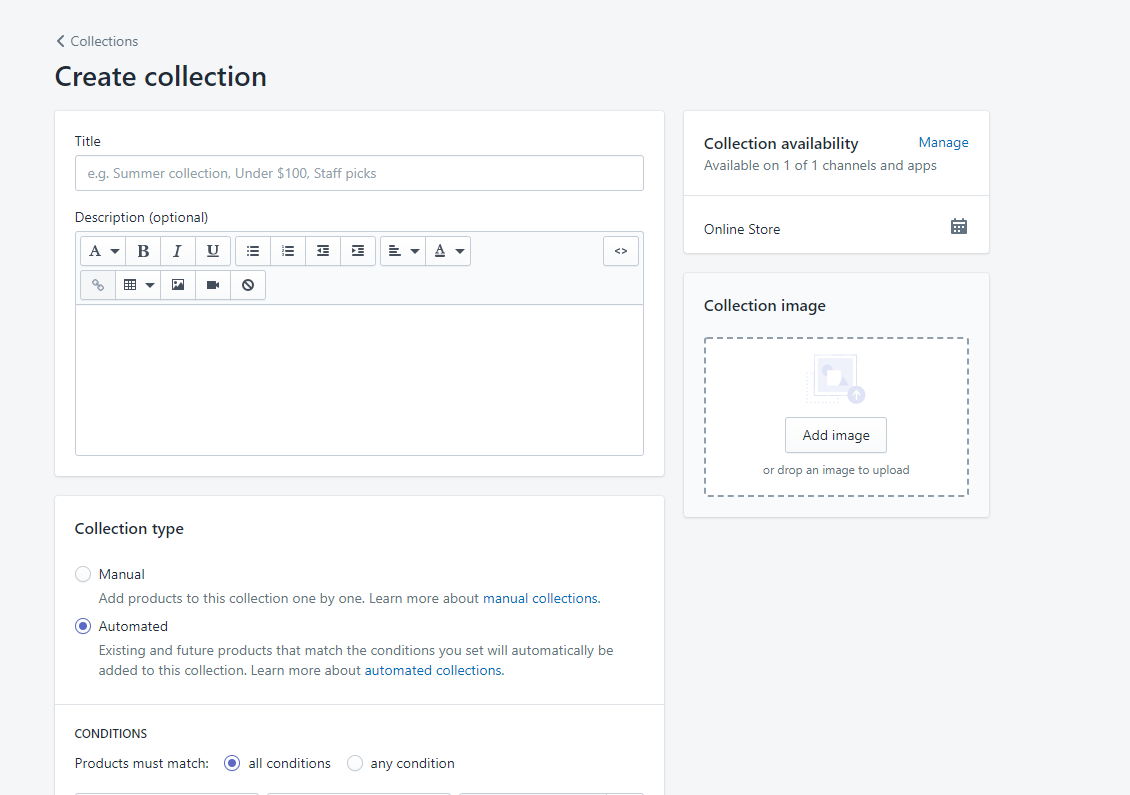 Collections
Create collection
Title
e.g. Summer collection, Under $100, Staff picks
Description (optional)
A B I U A <>
Collection type
Manual
Add products to this collection one by one. Learn more about manual collections.
Automated
Existing and future products that match the conditions you set will automatically be
added to this collection. Learn more about automated collections.
CONDITIONS
Products must match: all conditions any condition
Collection availability Manage
Available on 1 of 1 channels and apps
Online Store
Collection image
Add image
or drop an image to upload